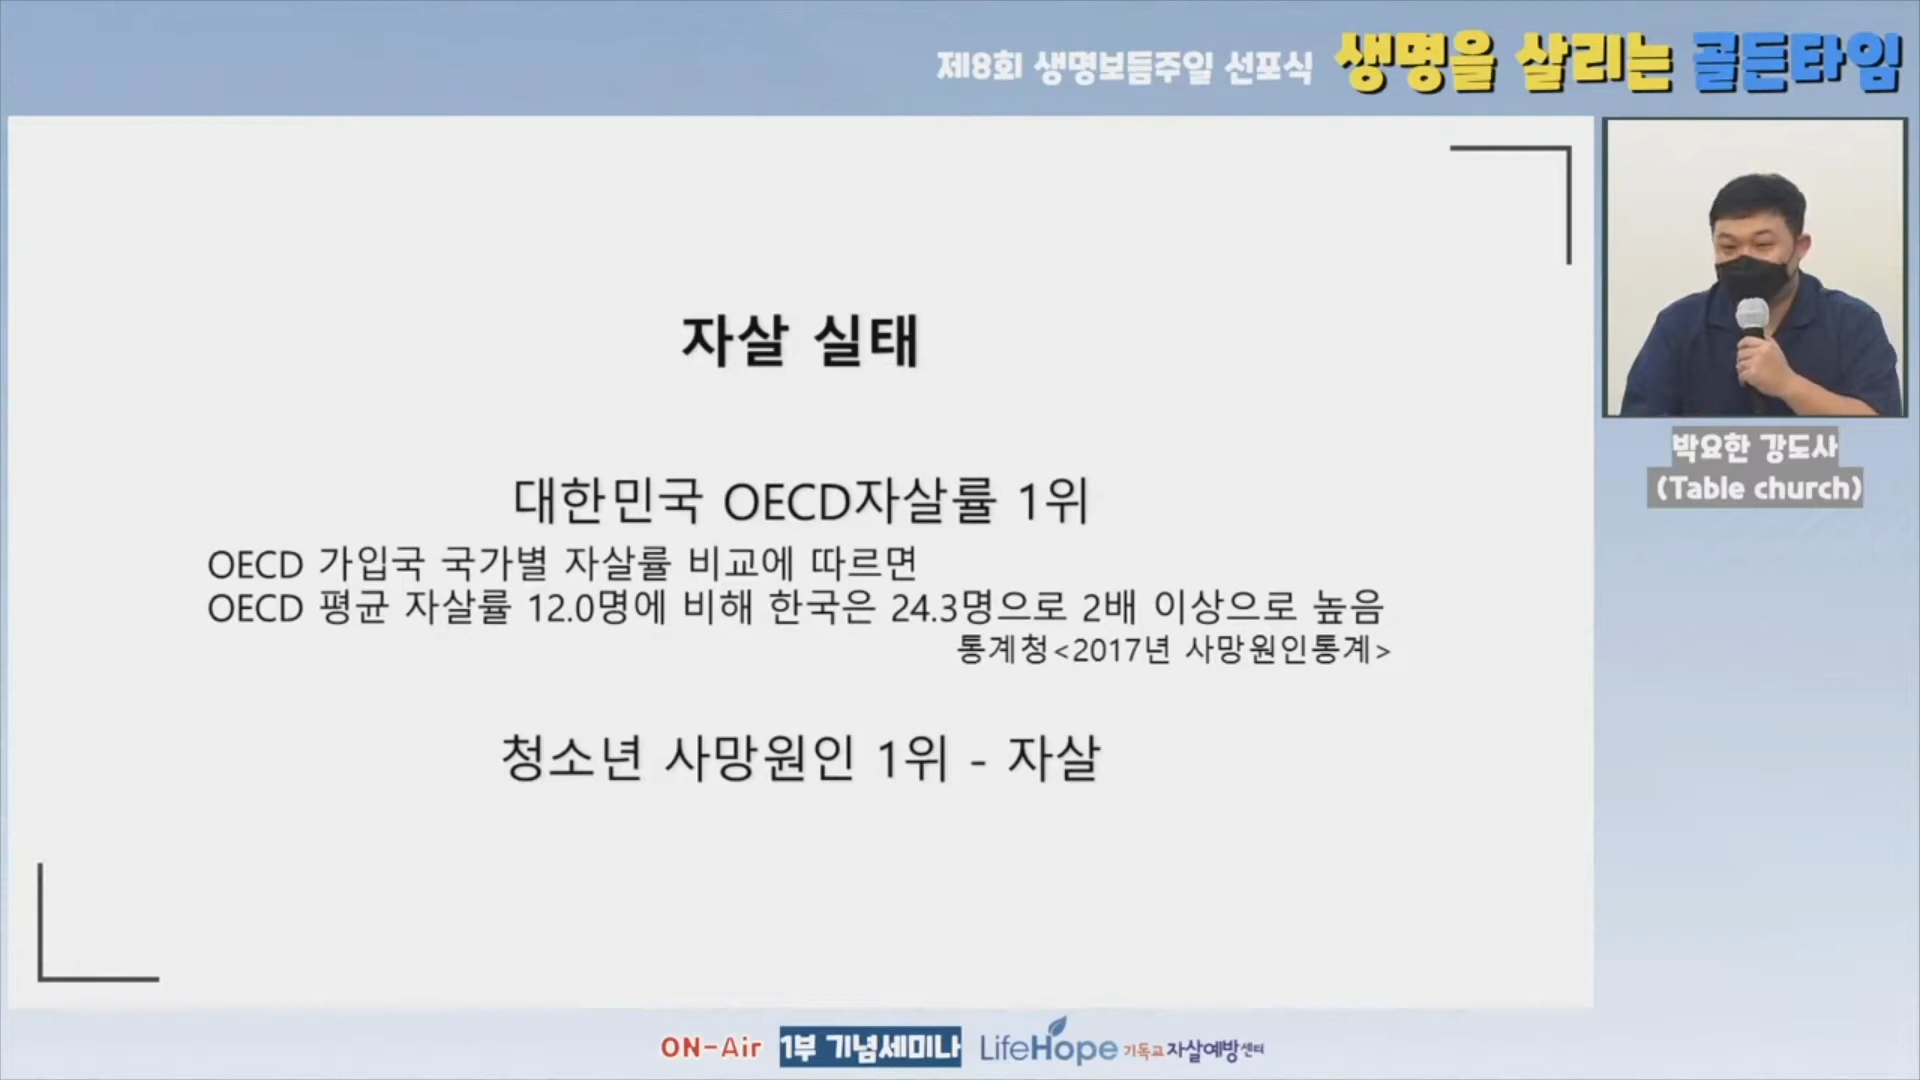 제8회 생명보듬주일 선포식 생명을 살리는 골든타임
자살 실태
대한민국 OECD자살률 1위
OECD 가입국 국가별 자살률 비교에 따르면
OECD 평균 자살률 12.0명에 비해 한국은 24.3명으로 2배 이상으로 높음
통계청<2017년 사망원인통계>
청소년 사망원인 1위 - 자살
박요한 강도사
(Table church)
ON-Air 1부 기념세미나 LifeHope 기독교자살예방센터